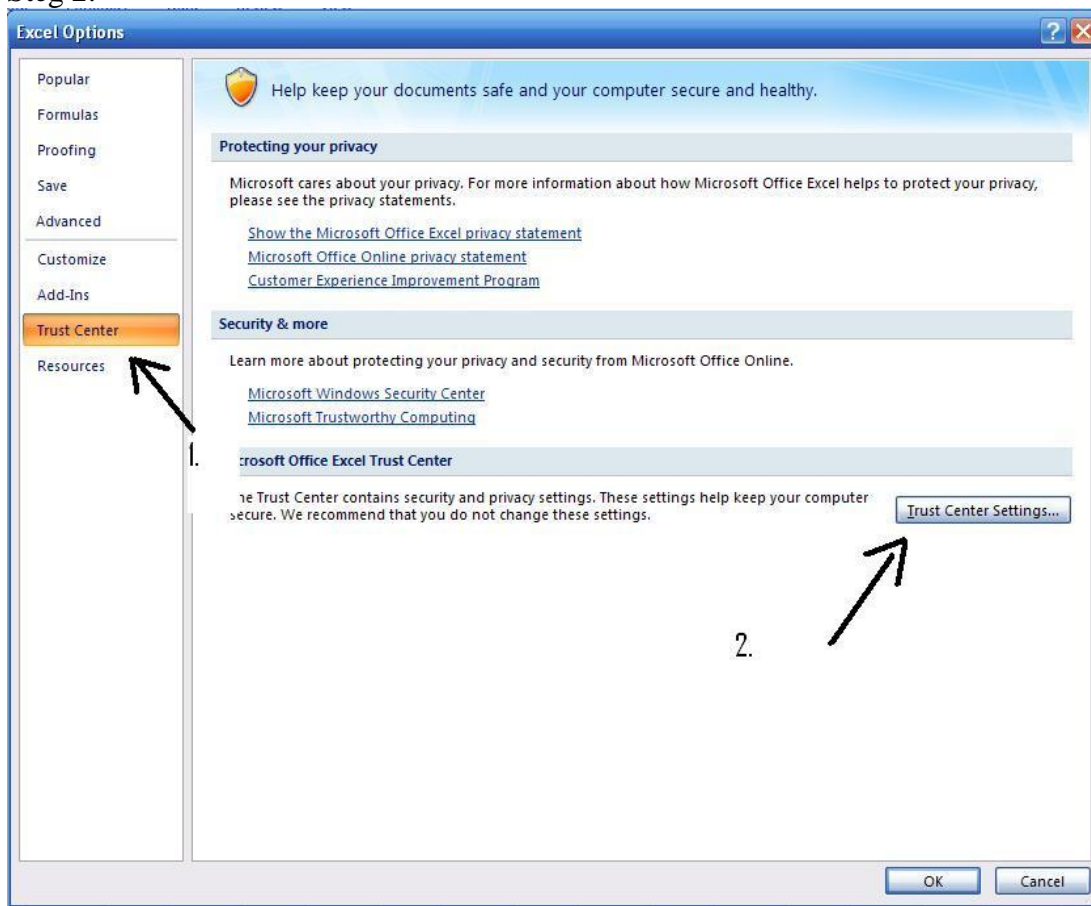 Steg 2.
Excel Options
Popular
Formulas
Proofing
Save
Advanced
Customize
Add-Ins
Trust Center
Resources
Help keep your documents safe and your computer secure and healthy.
Protecting your privacy
Microsoft cares about your privacy. For more information about how Microsoft Office Excel helps to protect your privacy,
please see the privacy statements.
Show the Microsoft Office Excel privacy statement
Microsoft Office Online privacy statement
Customer Experience Improvement Program
Security & more
Learn more about protecting your privacy and security from Microsoft Office Online.
Microsoft Windows Security Center
Microsoft Trustworthy Computing
1.
crosoft Office Excel Trust Center
he Trust Center contains security and privacy settings. These settings help keep your computer
secure. We recommend that you do not change these settings.
Trust Center Settings...
2.
OK
Cancel